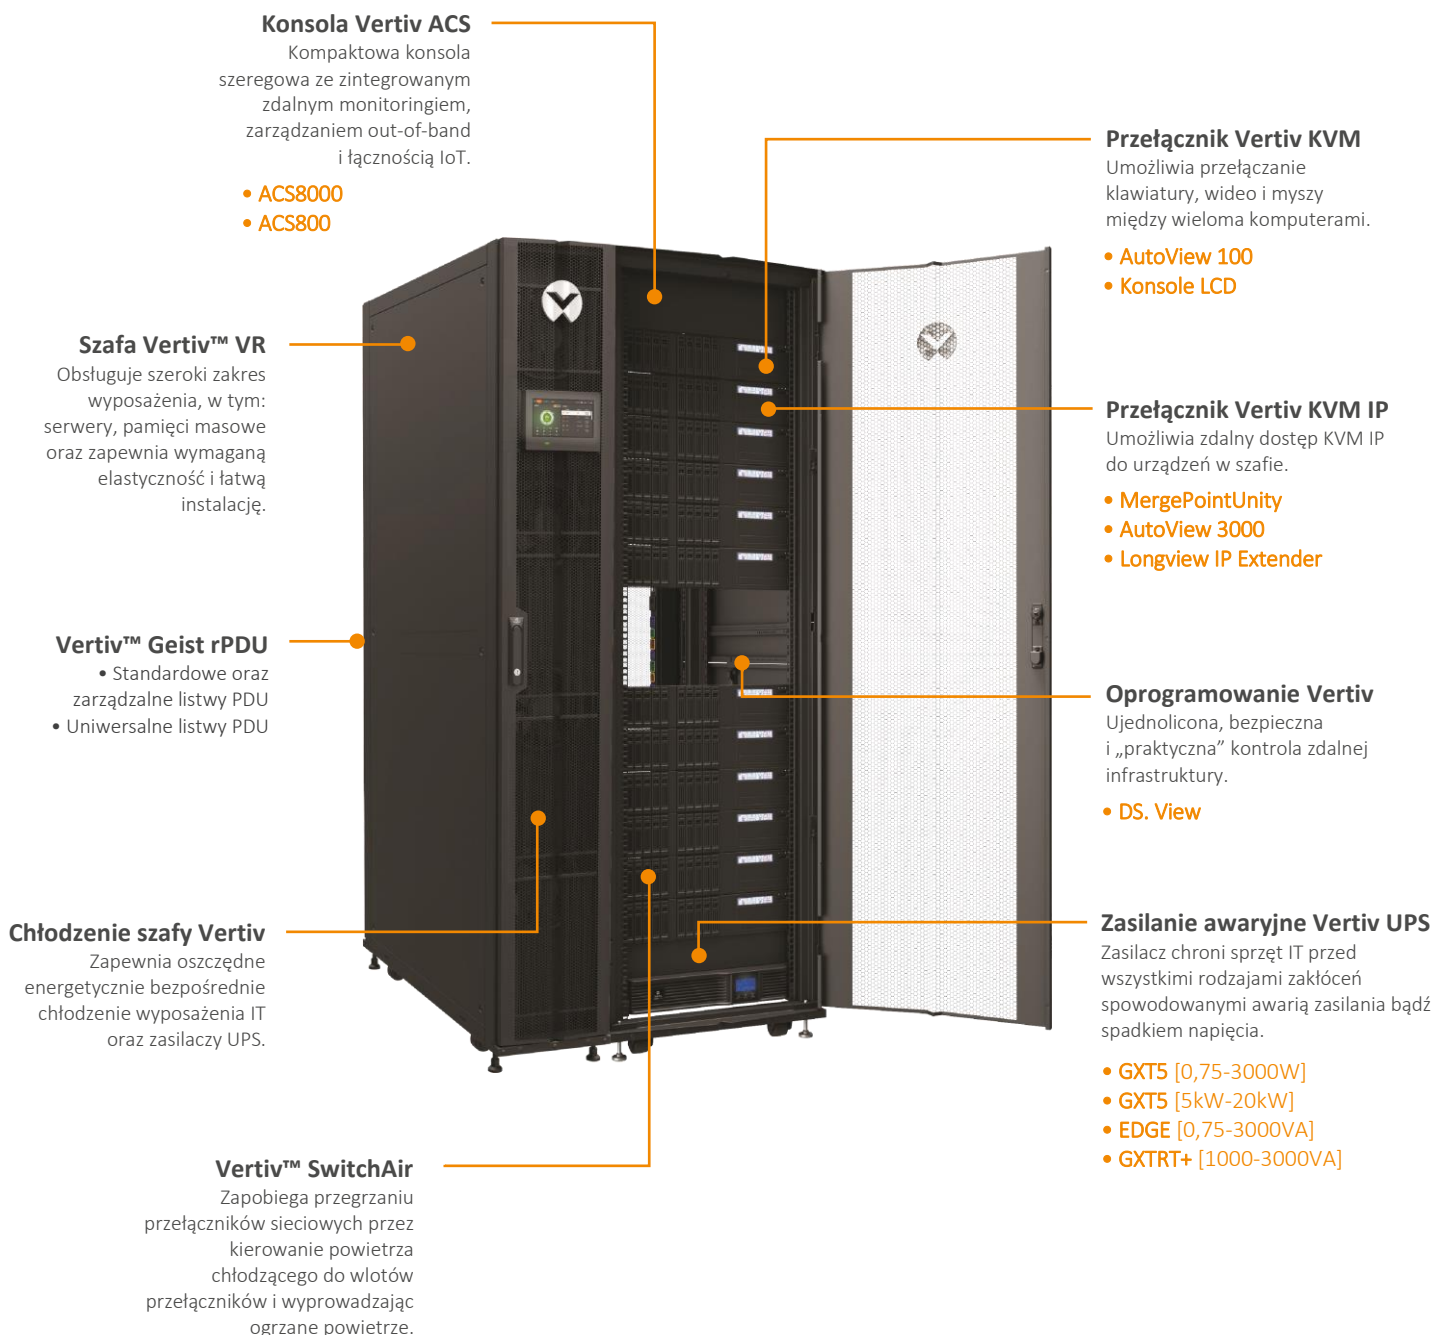 Konsola Vertiv ACS
Kompaktowa konsola
szeregowa ze zintegrowanym
zdalnym monitoringiem,
zarządzaniem out-of-band
i łącznością IoT.
• ACS8000
• ACS800
Szafa Vertiv™ VR
Obsługuje szeroki zakres
wyposażenia, w tym:
serwery, pamięci masowe
oraz zapewnia wymaganą
elastyczność i łatwą
instalację.
Vertiv™ Geist rPDU
• Standardowe oraz
zarządzalne listwy PDU
• Uniwersalne listwy PDU
Chłodzenie szafy Vertiv
Zapewnia oszczędne
energetycznie bezpośrednie
chłodzenie wyposażenia IT
oraz zasilaczy UPS.
Vertiv™ SwitchAir
Zapobiega przegrzaniu
przełączników sieciowych przez
kierowanie powietrza
chłodzącego do wlotów
przełączników i wyprowadzając
ogrzane powietrze.
Przełącznik Vertiv KVM
Umożliwia przełączanie
klawiatury, wideo i myszy
między wieloma komputerami.
• AutoView 100
• Konsole LCD
Przełącznik Vertiv KVM IP
Umożliwia zdalny dostęp KVM IP
do urządzeń w szafie.
• MergePointUnity
• AutoView 3000
• Longview IP Extender
Oprogramowanie Vertiv
Ujednolicona, bezpieczna
i „praktyczna” kontrola zdalnej
infrastruktury.
• DS. View
Zasilanie awaryjne Vertiv UPS
Zasilacz chroni sprzęt IT przed
wszystkimi rodzajami zakłóceń
spowodowanymi awarią zasilania bądź
spadkiem napięcia.
• GXT5 [0,75-3000W]
• GXT5 [5kW-20kW]
• EDGE [0,75-3000VA]
• GXTRT+ [1000-3000VA]